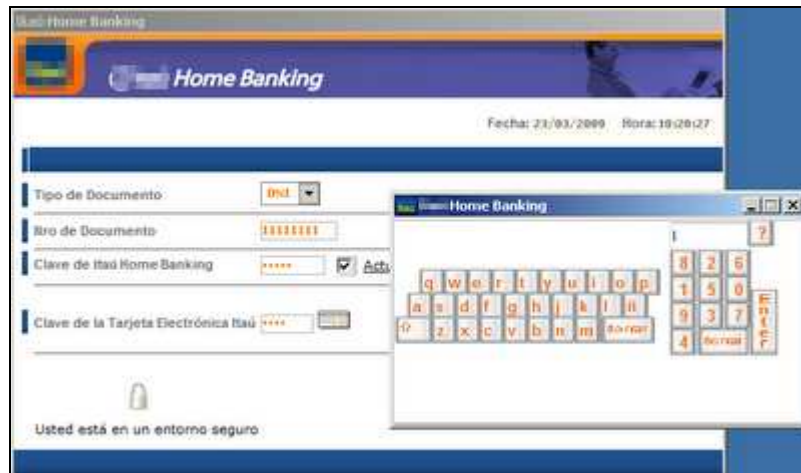 Itaú Home Banking
Home Banking
Fecha: 23/03/2009 Hora: 10:20:27
Tipo de Documento DNI
Nro de Documento 11111111
Clave de Itaú Home Banking •••••
Clave de la Tarjeta Electrónica Itaú ••••
Usted está en un entorno seguro
Home Banking
?
q w e r t y u i o p
a s d f g h j k l ñ
z x c v b n m Borrar
8 2 6
1 5 0
9 3 7
4 Borrar
Enter